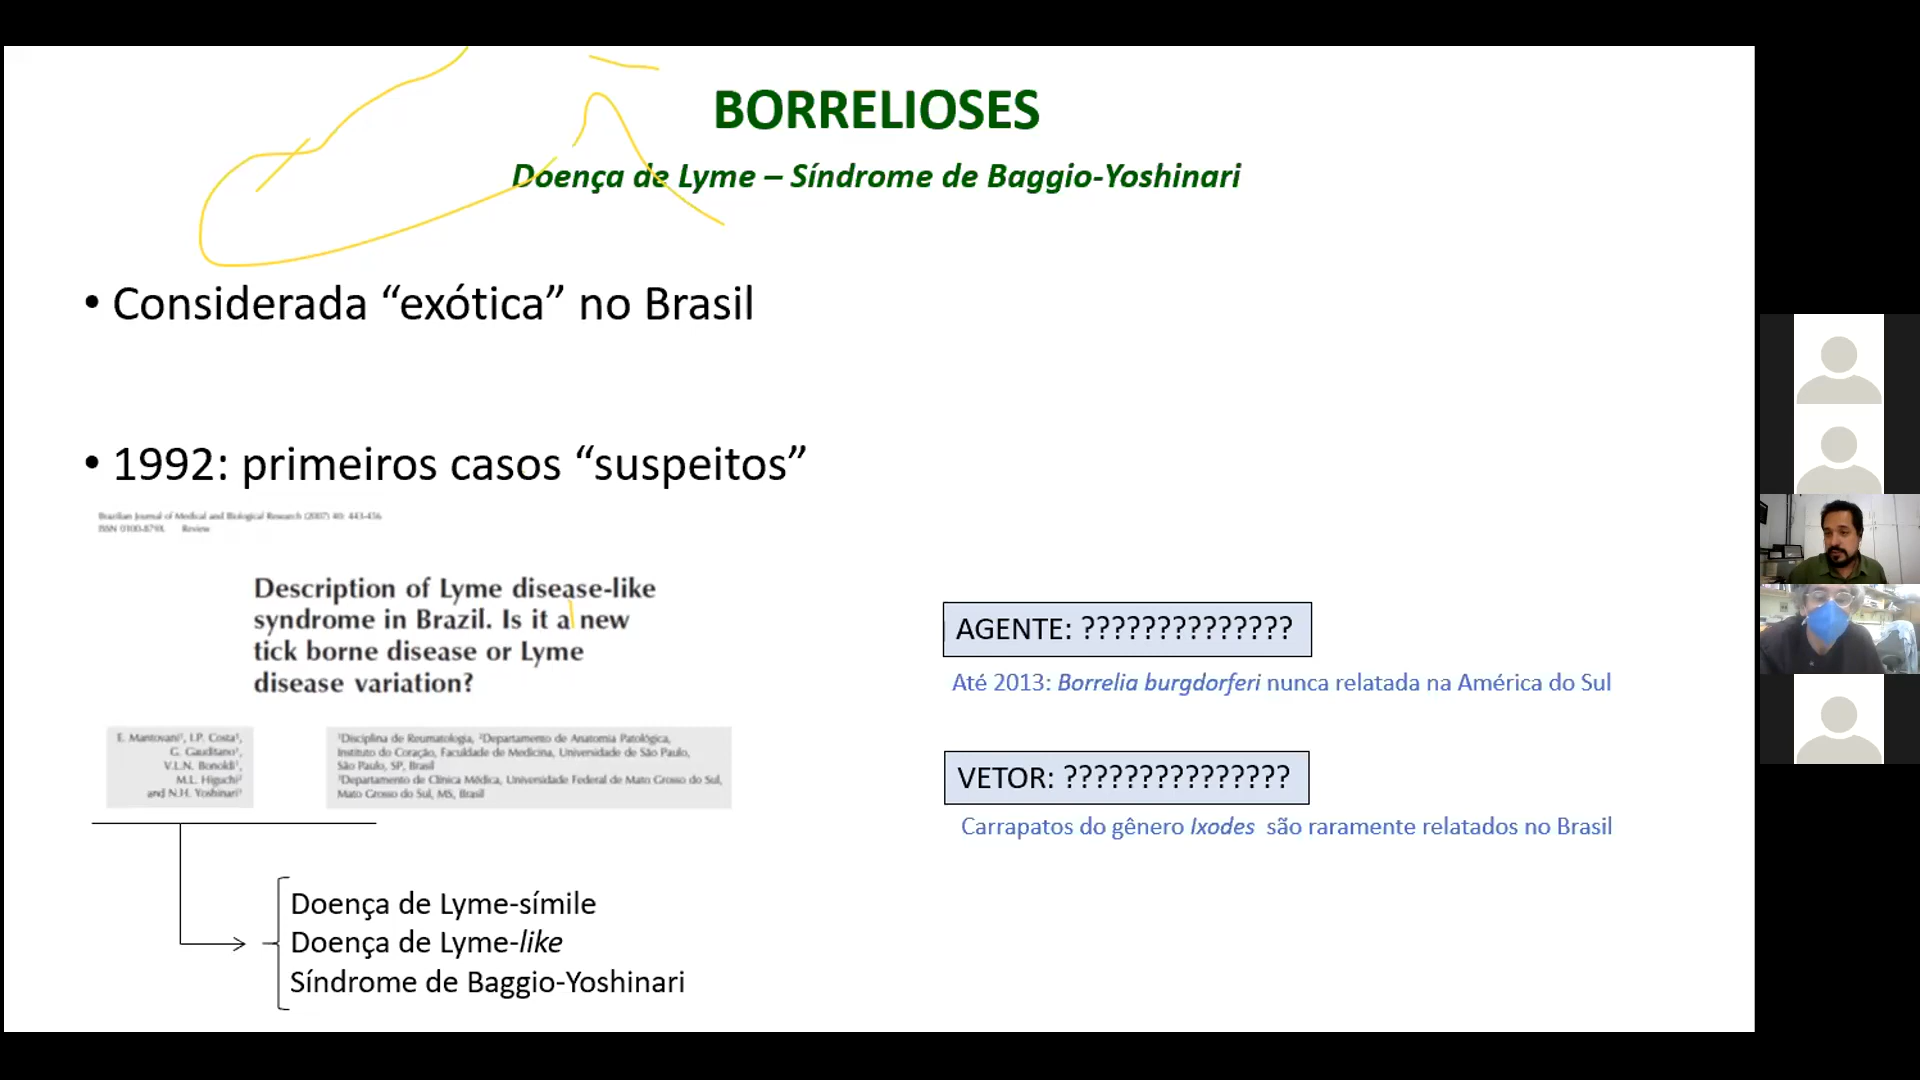 BORRELIOSES
Doença de Lyme – Síndrome de Baggio-Yoshinari
• Considerada “exótica” no Brasil
• 1992: primeiros casos “suspeitos”
Brazilian Journal of Medical and Biological Research (2007) 40: 443-456
ISSN 0100-879X Review
Description of Lyme disease-like
syndrome in Brazil. Is it a new
tick borne disease or Lyme
disease variation?
E. Mantovani¹, I.P. Costa³,
G. Gauditano¹,
V.L.N. Bonoldi¹,
M.L. Higuchi²
and N.H. Yoshinari¹
¹Disciplina de Reumatologia, ²Departamento de Anatomia Patológica,
Instituto do Coração, Faculdade de Medicina, Universidade de São Paulo,
São Paulo, SP, Brasil
³Departamento de Clínica Médica, Universidade Federal de Mato Grosso do Sul,
Mato Grosso do Sul, MS, Brasil
Doença de Lyme-símile
Doença de Lyme-like
Síndrome de Baggio-Yoshinari
AGENTE: ??????????????
Até 2013: Borrelia burgdorferi nunca relatada na América do Sul
VETOR: ???????????????
Carrapatos do gênero Ixodes são raramente relatados no Brasil